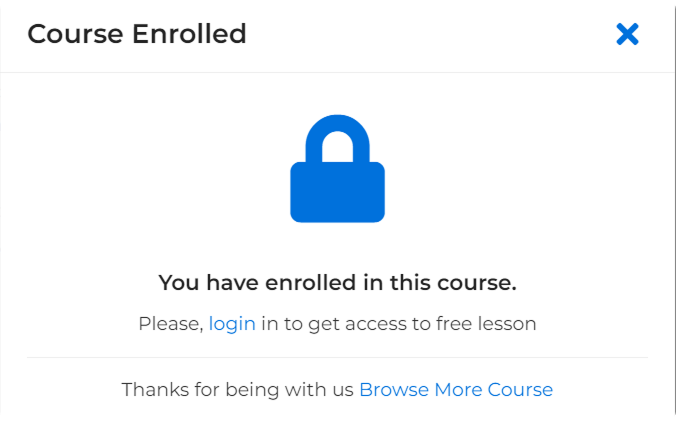 Course Enrolled
You have enrolled in this course.
Please, login in to get access to free lesson
Thanks for being with us Browse More Course